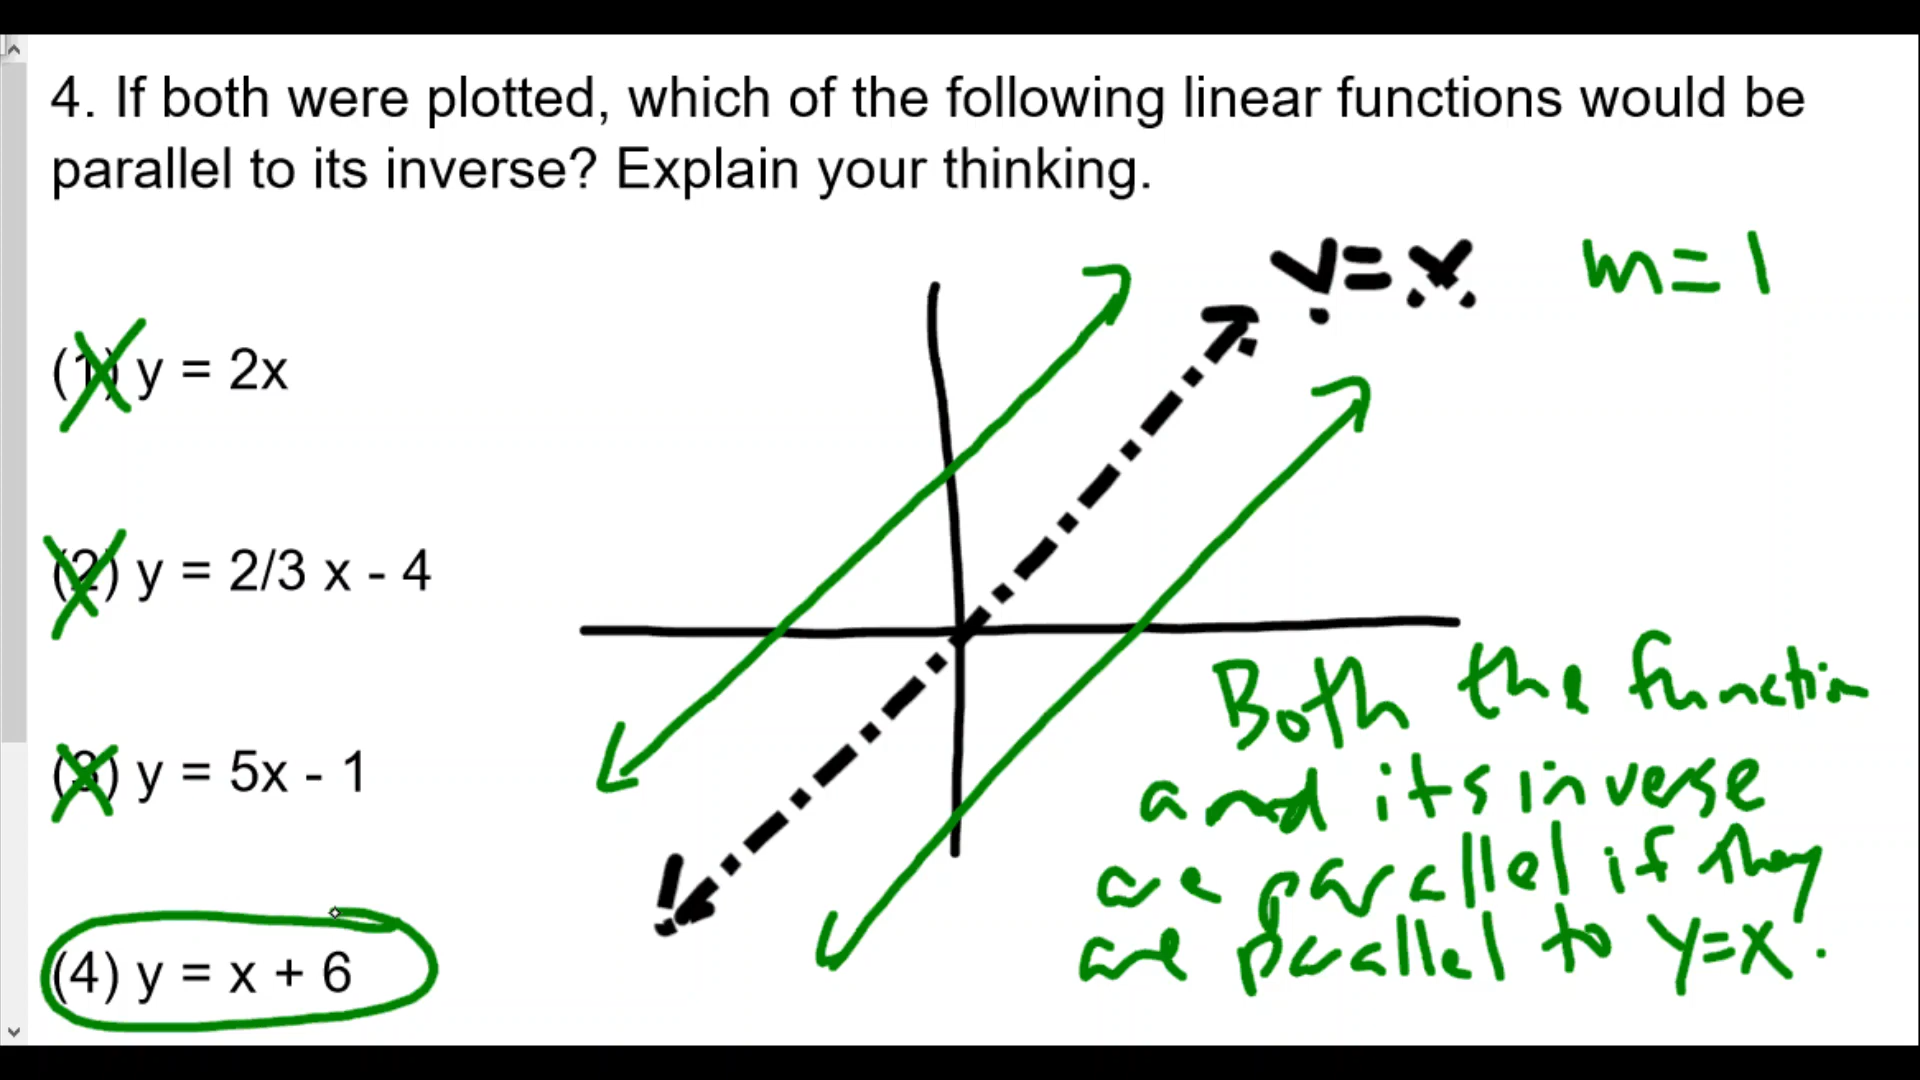 4. If both were plotted, which of the following linear functions would be
parallel to its inverse? Explain your thinking.
y = x m = 1
(1) y = 2x
(2) y = 2/3 x - 4
(3) y = 5x - 1
(4) y = x + 6
Both the function
and its inverse
are parallel if they
are parallel to y=x.